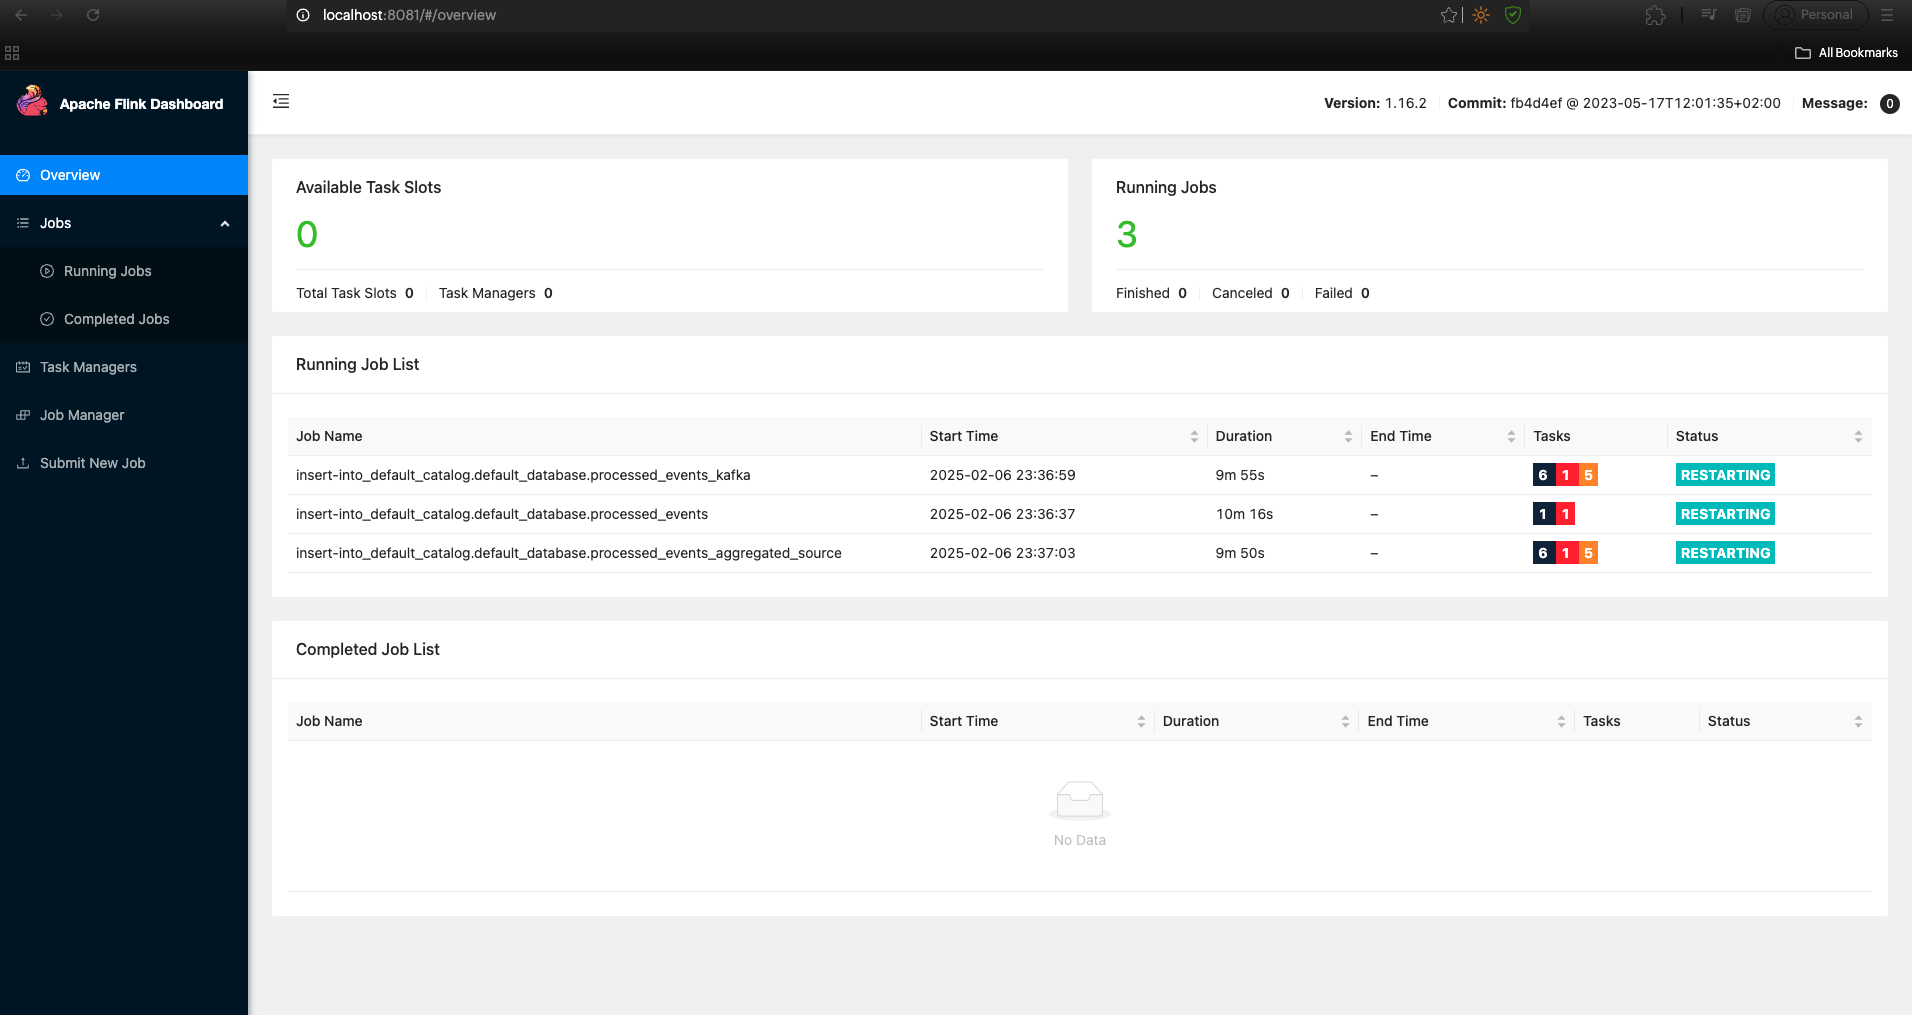 localhost:8081/#/overview
Personal
All Bookmarks
Apache Flink Dashboard
Version: 1.16.2 Commit: fb4d4ef @ 2023-05-17T12:01:35+02:00 Message: 0
Overview
Jobs
Running Jobs
Completed Jobs
Task Managers
Job Manager
Submit New Job
Available Task Slots
0
Total Task Slots 0 Task Managers 0
Running Jobs
3
Finished 0 Canceled 0 Failed 0
Running Job List
Job Name Start Time Duration End Time Tasks Status
insert-into_default_catalog.default_database.processed_events_kafka 2025-02-06 23:36:59 9m 55s – 6 1 5 RESTARTING
insert-into_default_catalog.default_database.processed_events 2025-02-06 23:36:37 10m 16s – 1 1 RESTARTING
insert-into_default_catalog.default_database.processed_events_aggregated_source 2025-02-06 23:37:03 9m 50s – 6 1 5 RESTARTING
Completed Job List
Job Name Start Time Duration End Time Tasks Status
No Data